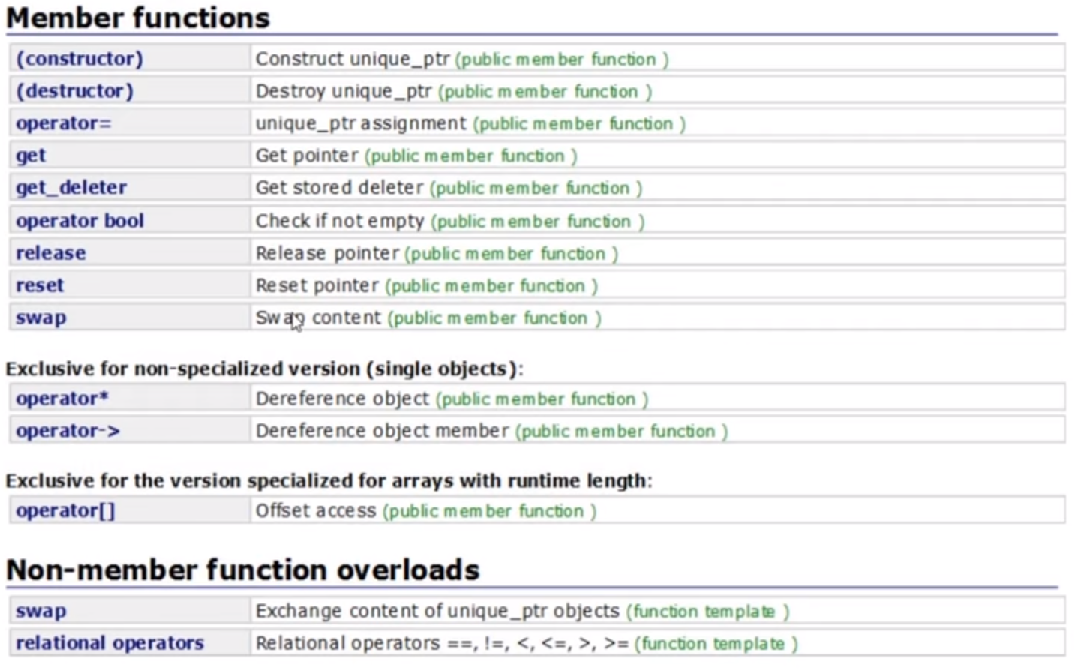 Member functions
(constructor) Construct unique_ptr (public member function )
(destructor) Destroy unique_ptr (public member function )
operator= unique_ptr assignment (public member function )
get Get pointer (public member function )
get_deleter Get stored deleter (public member function )
operator bool Check if not empty (public member function )
release Release pointer (public member function )
reset Reset pointer (public member function )
swap Swap content (public member function )
Exclusive for non-specialized version (single objects):
operator* Dereference object (public member function )
operator-> Dereference object member (public member function )
Exclusive for the version specialized for arrays with runtime length:
operator[] Offset access (public member function )
Non-member function overloads
swap Exchange content of unique_ptr objects (function template )
relational operators Relational operators ==, !=, <, <=, >, >= (function template )